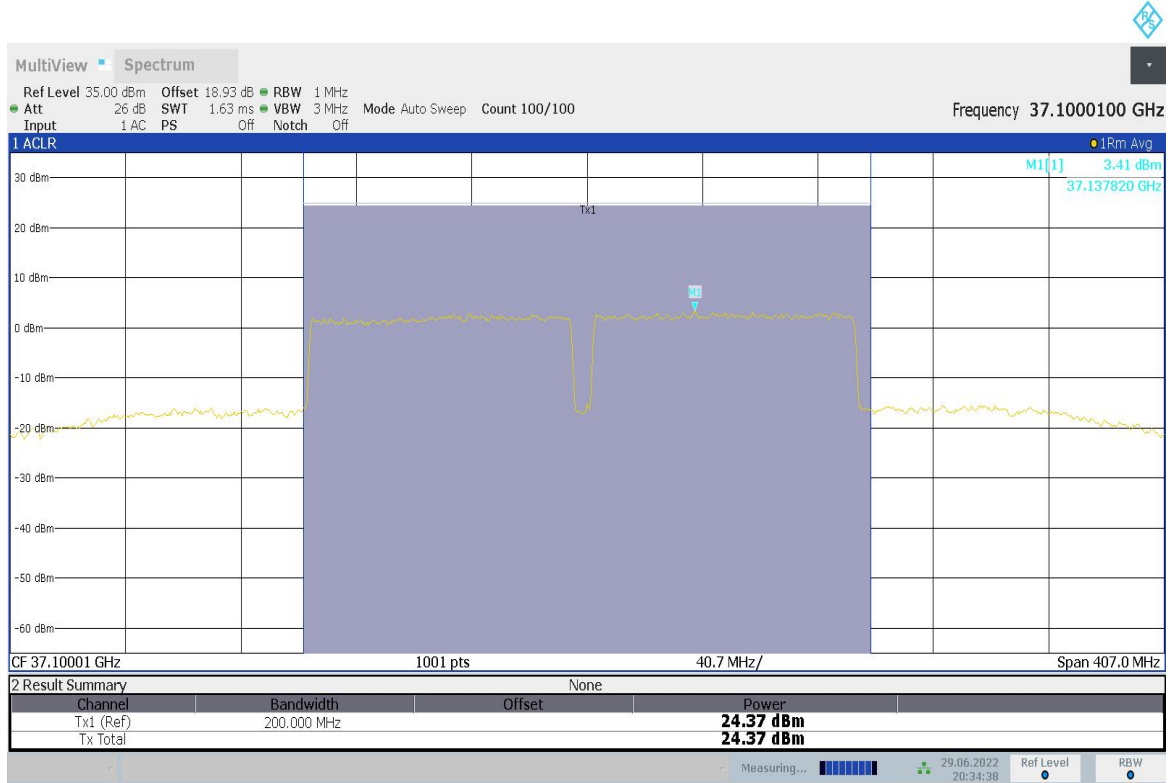 R/S
MultiView Spectrum
Ref Level 35.00 dBm Offset 18.93 dB RBW 1 MHz
Att 26 dB SWT 1.63 ms VBW 3 MHz Mode Auto Sweep Count 100/100 Frequency 37.1000100 GHz
Input 1 AC PS Off Notch Off
1 ACLR 1Rm Avg
M1[1] 3.41 dBm
37.137820 GHz
30 dBm
Tx1
20 dBm
10 dBm
M1
0 dBm
-10 dBm
-20 dBm
-30 dBm
-40 dBm
-50 dBm
-60 dBm
CF 37.10001 GHz 1001 pts 40.7 MHz/ Span 407.0 MHz
2 Result Summary None
Channel Bandwidth Offset Power
Tx1 (Ref) 200.000 MHz 24.37 dBm
Tx Total 24.37 dBm
Measuring... 29.06.2022 Ref Level RBW
20:34:38